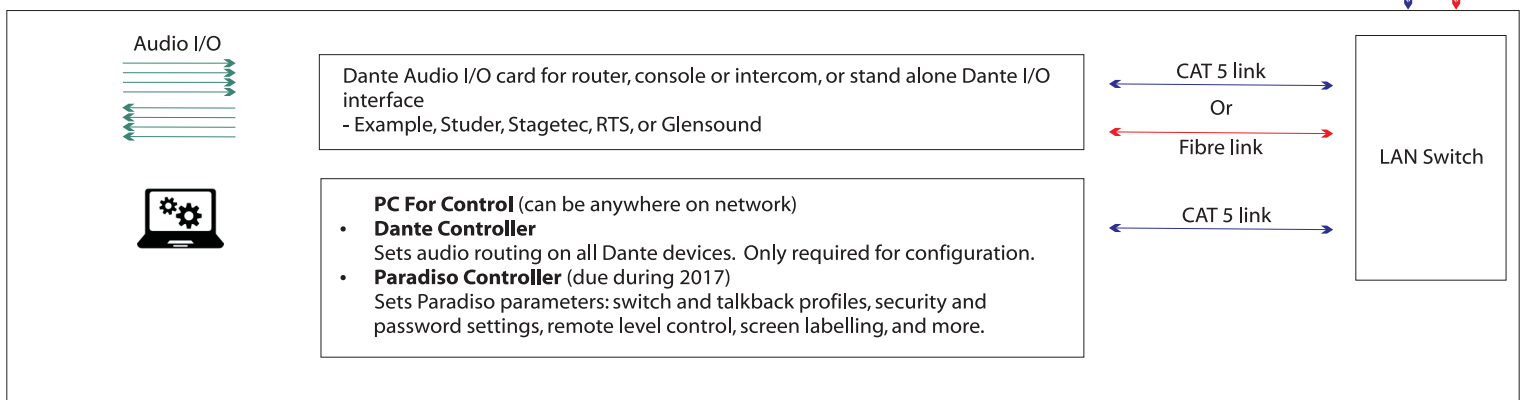 Audio I/O
Dante Audio I/O card for router, console or intercom, or stand alone Dante I/O
interface
- Example, Studer, Stagetec, RTS, or Glensound
CAT 5 link
Or
Fibre link
LAN Switch
PC For Control (can be anywhere on network)
• Dante Controller
Sets audio routing on all Dante devices. Only required for configuration.
• Paradiso Controller (due during 2017)
Sets Paradiso parameters: switch and talkback profiles, security and
password settings, remote level control, screen labelling, and more.
CAT 5 link